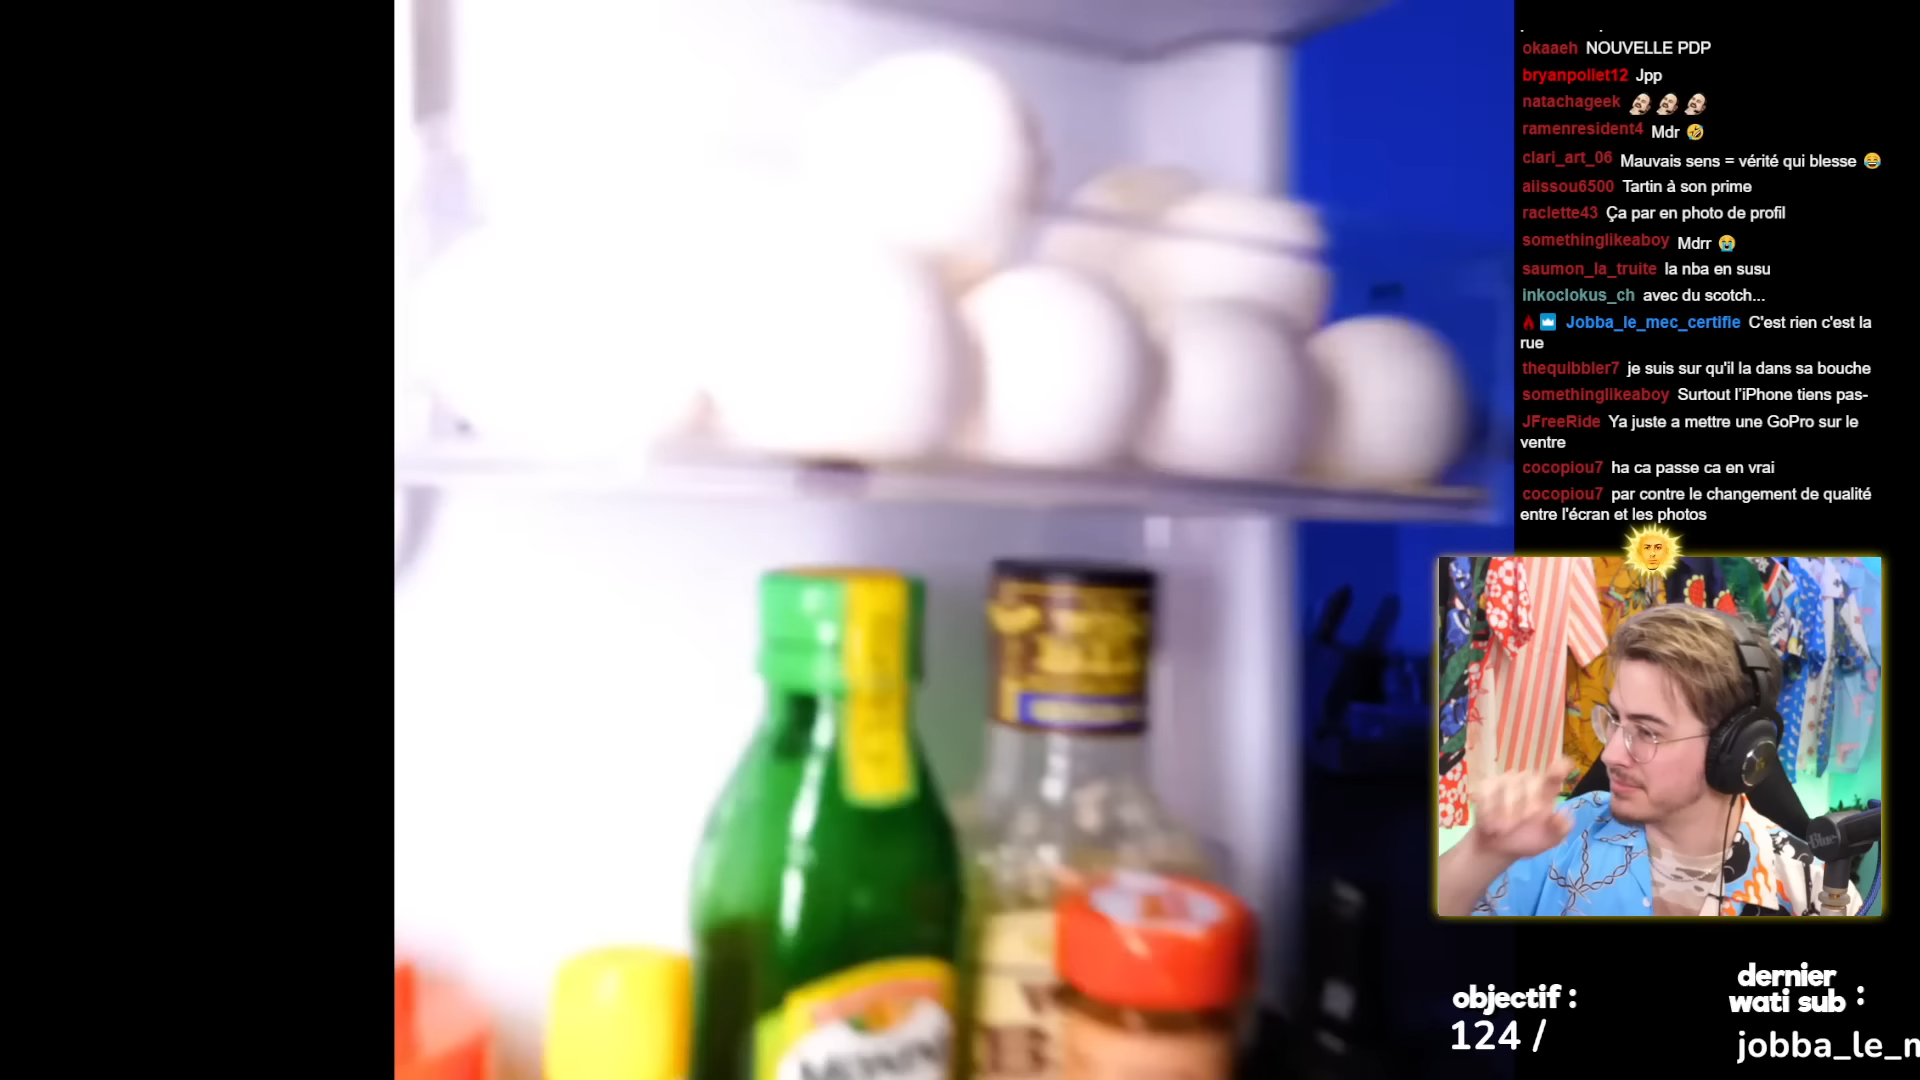 okaaeh NOUVELLE PDP
bryanpollet12 Jpp
natachageek
ramenresident4 Mdr 🤣
clari_art_06 Mauvais sens = vérité qui blesse 😂
aiissou6500 Tartin à son prime
raclette43 Ça par en photo de profil
somethinglikeaboy Mdrr 😭
saumon_la_truite la nba en susu
inkoclokus_ch avec du scotch...
Jobba_le_mec_certifie C'est rien c'est la
rue
thequibbler7 je suis sur qu'il la dans sa bouche
somethinglikeaboy Surtout l'iPhone tiens pas-
JFreeRide Ya juste a mettre une GoPro sur le
ventre
cocopiou7 ha ca passe ca en vrai
cocopiou7 par contre le changement de qualité
entre l'écran et les photos
Blue
objectif :
124 /
dernier
wati sub :
jobba_le_